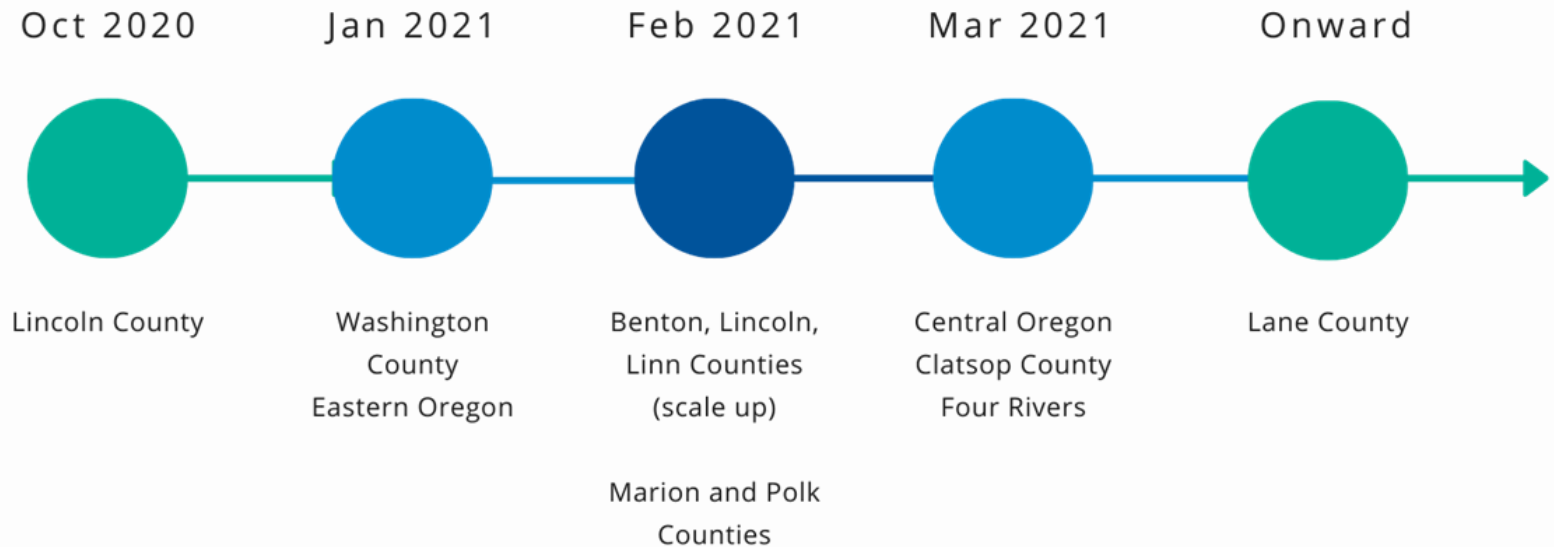 Oct 2020
Jan 2021
Feb 2021
Mar 2021
Onward
Lincoln County
Washington
County
Eastern Oregon
Benton, Lincoln,
Linn Counties
(scale up)
Marion and Polk
Counties
Central Oregon
Clatsop County
Four Rivers
Lane County